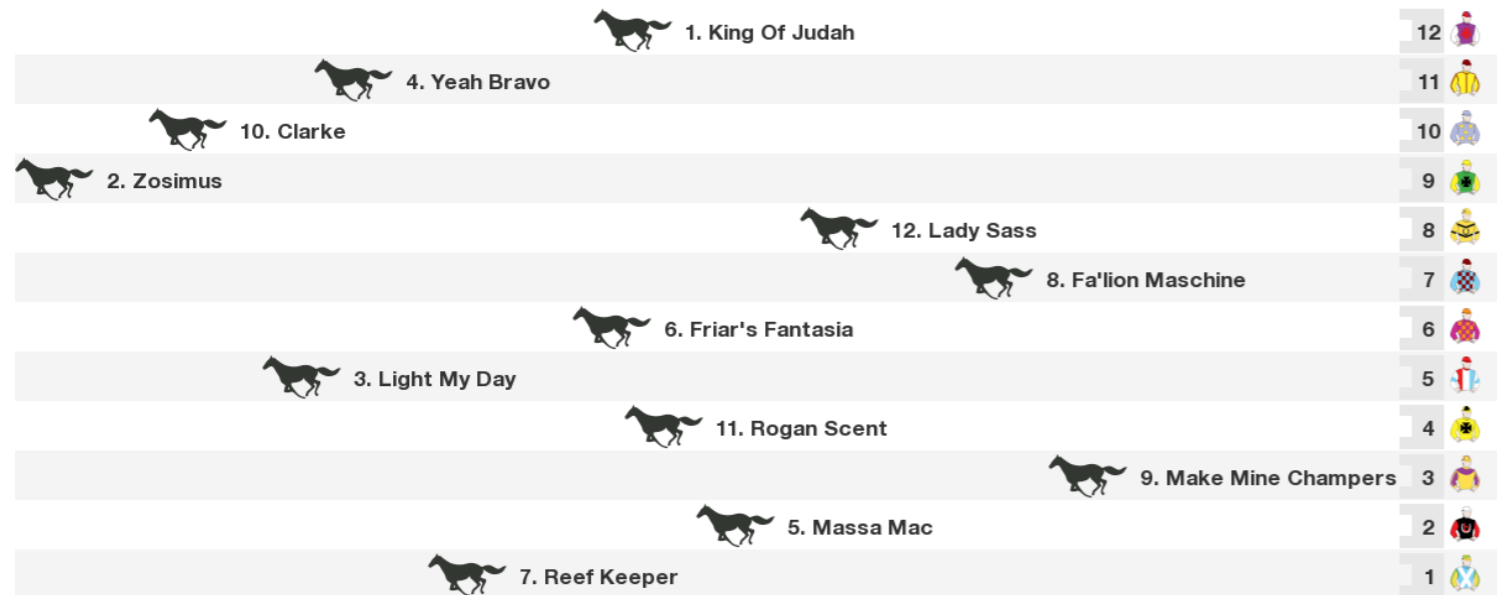 1. King Of Judah 12
4. Yeah Bravo 11
10. Clarke 10
2. Zosimus 9
12. Lady Sass 8
8. Fa'lion Maschine 7
6. Friar's Fantasia 6
3. Light My Day 5
11. Rogan Scent 4
9. Make Mine Champers 3
5. Massa Mac 2
7. Reef Keeper 1